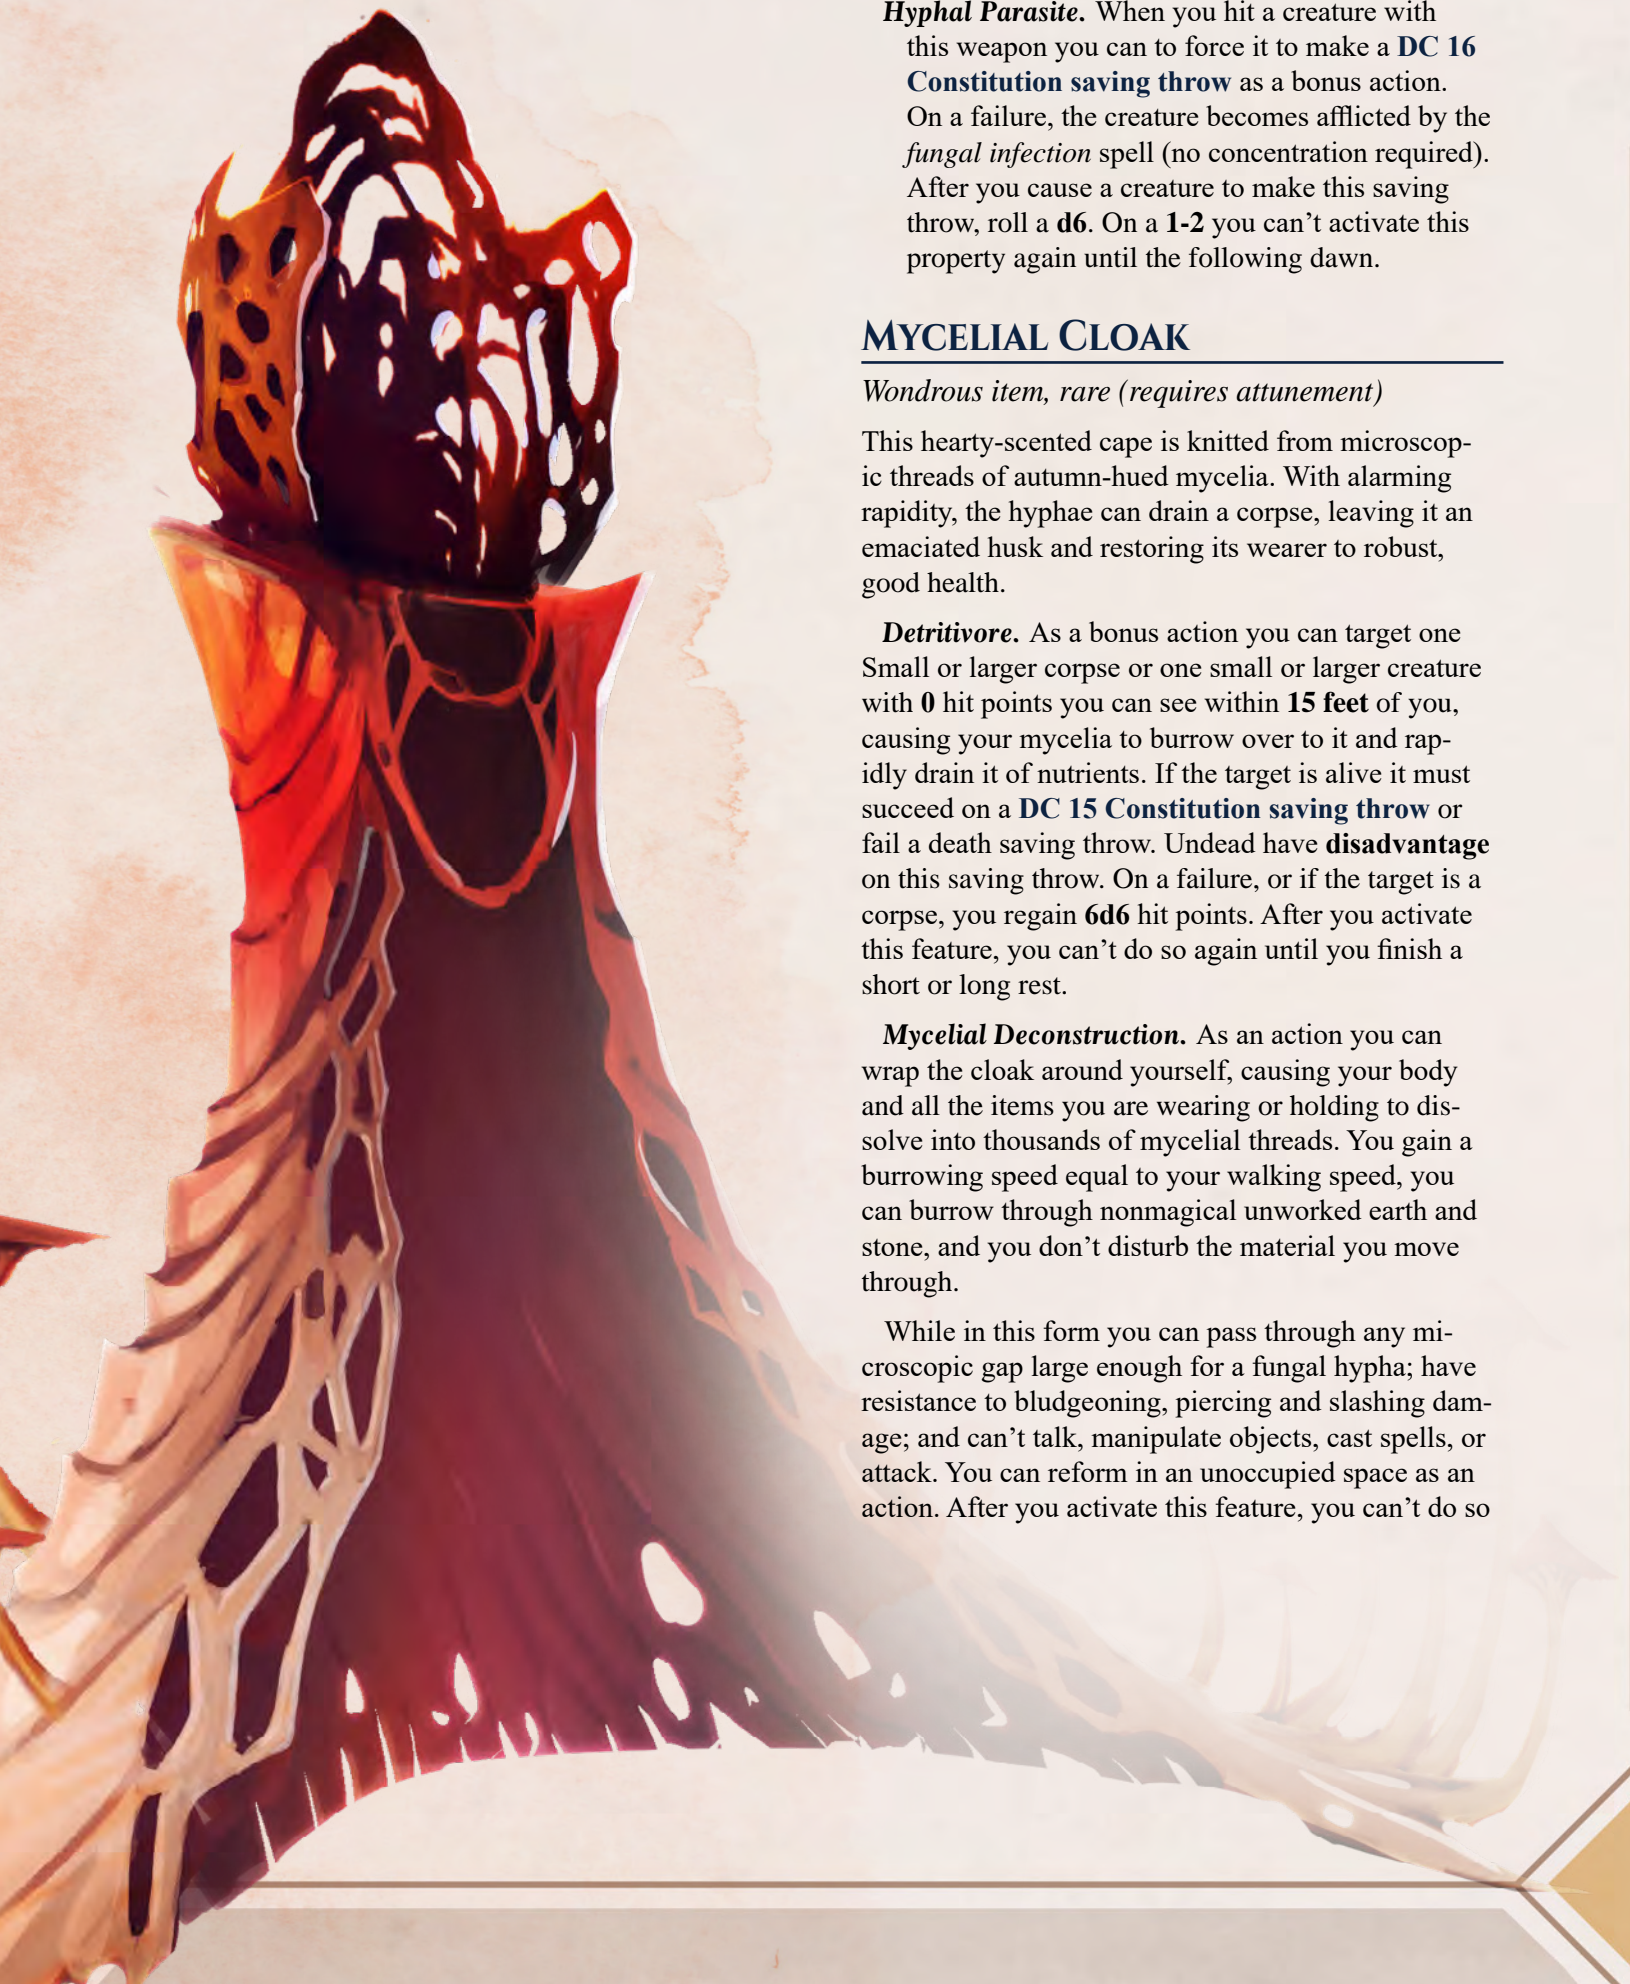 Hyphal Parasite. When you hit a creature with
this weapon you can to force it to make a DC 16
Constitution saving throw as a bonus action.
On a failure, the creature becomes afflicted by the
fungal infection spell (no concentration required).
After you cause a creature to make this saving
throw, roll a d6. On a 1-2 you can’t activate this
property again until the following dawn.
MYCELIAL CLOAK
Wondrous item, rare (requires attunement)
This hearty-scented cape is knitted from microscop-
ic threads of autumn-hued mycelia. With alarming
rapidity, the hyphae can drain a corpse, leaving it an
emaciated husk and restoring its wearer to robust,
good health.
Detritivore. As a bonus action you can target one
Small or larger corpse or one small or larger creature
with 0 hit points you can see within 15 feet of you,
causing your mycelia to burrow over to it and rap-
idly drain it of nutrients. If the target is alive it must
succeed on a DC 15 Constitution saving throw or
fail a death saving throw. Undead have disadvantage
on this saving throw. On a failure, or if the target is a
corpse, you regain 6d6 hit points. After you activate
this feature, you can’t do so again until you finish a
short or long rest.
Mycelial Deconstruction. As an action you can
wrap the cloak around yourself, causing your body
and all the items you are wearing or holding to dis-
solve into thousands of mycelial threads. You gain a
burrowing speed equal to your walking speed, you
can burrow through nonmagical unworked earth and
stone, and you don’t disturb the material you move
through.
While in this form you can pass through any mi-
croscopic gap large enough for a fungal hypha; have
resistance to bludgeoning, piercing and slashing dam-
age; and can’t talk, manipulate objects, cast spells, or
attack. You can reform in an unoccupied space as an
action. After you activate this feature, you can’t do so